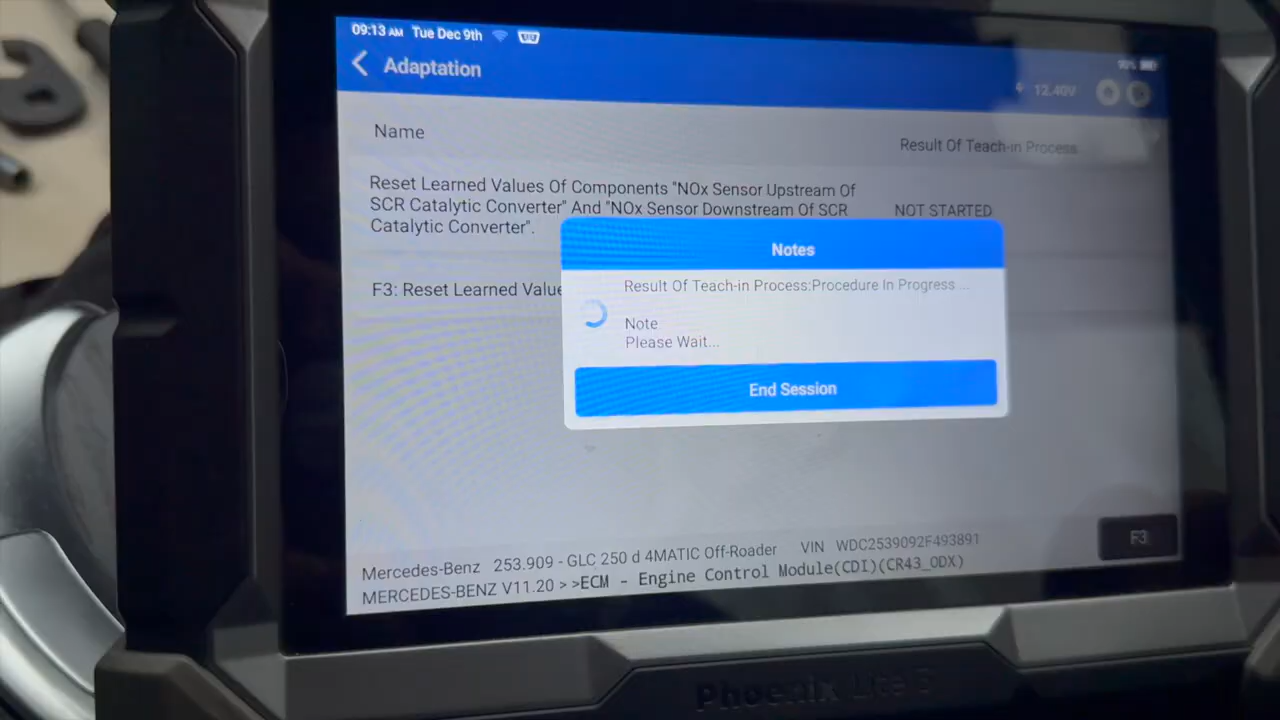 09:13 AM Tue Dec 9th
90%
Adaptation
12.40V
Name
Result Of Teach-in Process
Reset Learned Values Of Components "NOx Sensor Upstream Of
SCR Catalytic Converter" And "NOx Sensor Downstream Of SCR
Catalytic Converter".
NOT STARTED
Notes
F3: Reset Learned Value
Result Of Teach-in Process:Procedure In Progress ...
Note
Please Wait...
End Session
F3
Mercedes-Benz 253.909 - GLC 250 d 4MATIC Off-Roader VIN WDC2539092F493891
MERCEDES-BENZ V11.20 > >ECM - Engine Control Module(CDI)(CR43_ODX)
Phoenix Lite